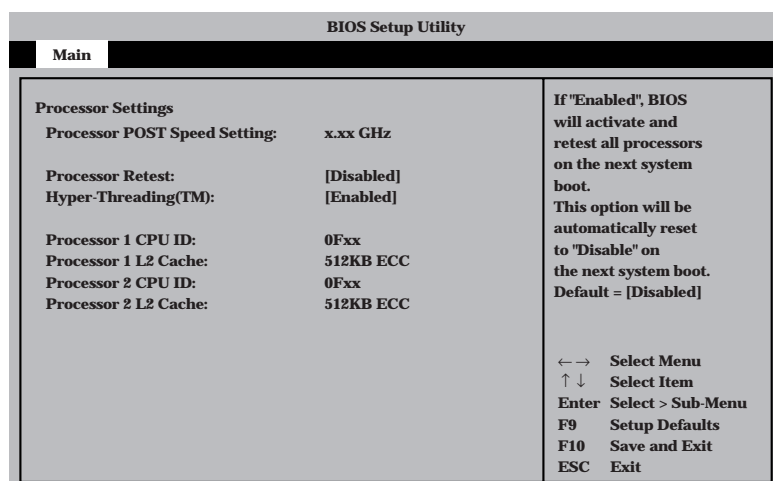 BIOS Setup Utility
Main
Processor Settings
Processor POST Speed Setting: x.xx GHz
Processor Retest: [Disabled]
Hyper-Threading(TM): [Enabled]
Processor 1 CPU ID: 0Fxx
Processor 1 L2 Cache: 512KB ECC
Processor 2 CPU ID: 0Fxx
Processor 2 L2 Cache: 512KB ECC
If "Enabled", BIOS
will activate and
retest all processors
on the next system
boot.
This option will be
automatically reset
to "Disable" on
the next system boot.
Default = [Disabled]
←→ Select Menu
↑↓ Select Item
Enter Select > Sub-Menu
F9 Setup Defaults
F10 Save and Exit
ESC Exit